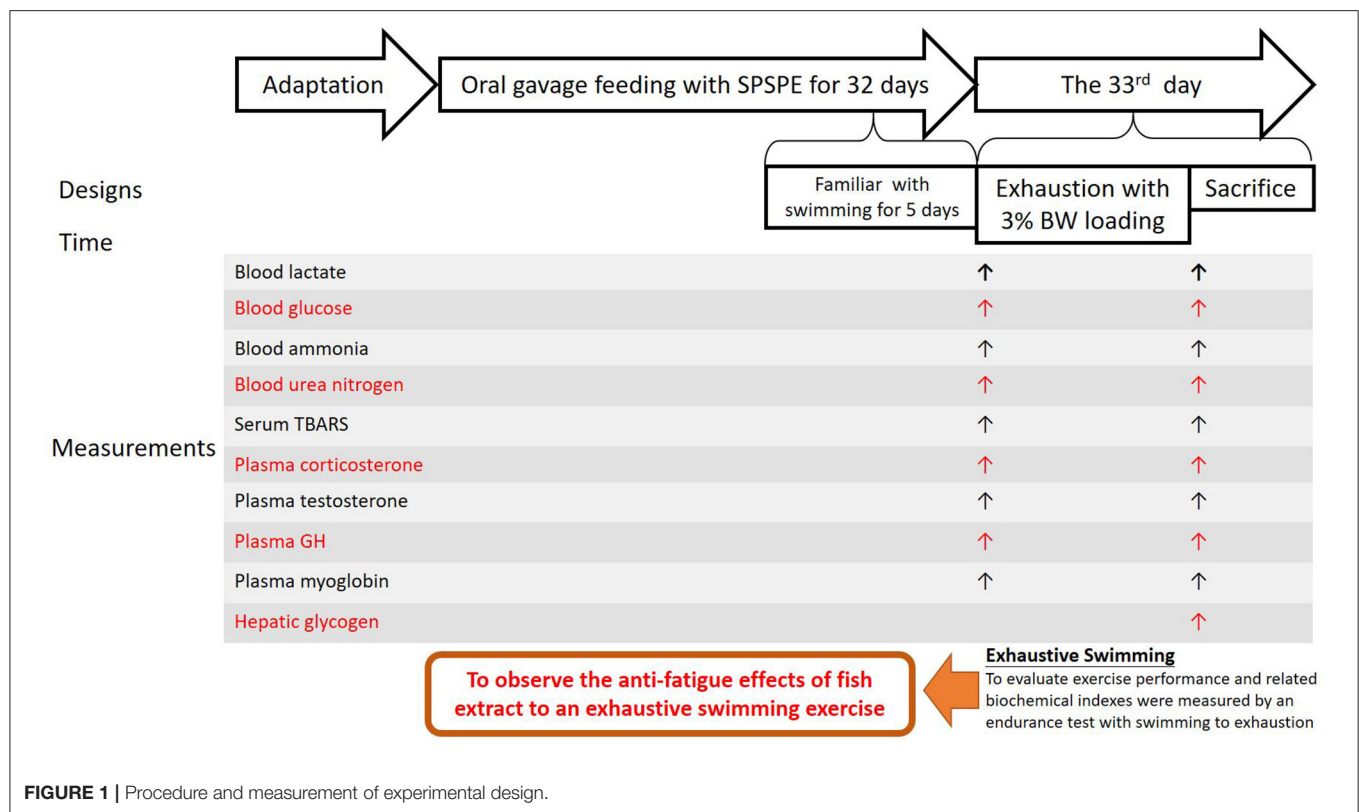 Adaptation
Oral gavage feeding with SPSPE for 32 days
The 33rd day
Designs
Familiar with
swimming for 5 days
Exhaustion with
3% BW loading
Sacrifice
Time
Measurements
Blood lactate ↑ ↑
Blood glucose ↑ ↑
Blood ammonia ↑ ↑
Blood urea nitrogen ↑ ↑
Serum TBARS ↑ ↑
Plasma corticosterone ↑ ↑
Plasma testosterone ↑ ↑
Plasma GH ↑ ↑
Plasma myoglobin ↑ ↑
Hepatic glycogen ↑
To observe the anti-fatigue effects of fish
extract to an exhaustive swimming exercise
Exhaustive Swimming
To evaluate exercise performance and related
biochemical indexes were measured by an
endurance test with swimming to exhaustion
FIGURE 1 | Procedure and measurement of experimental design.